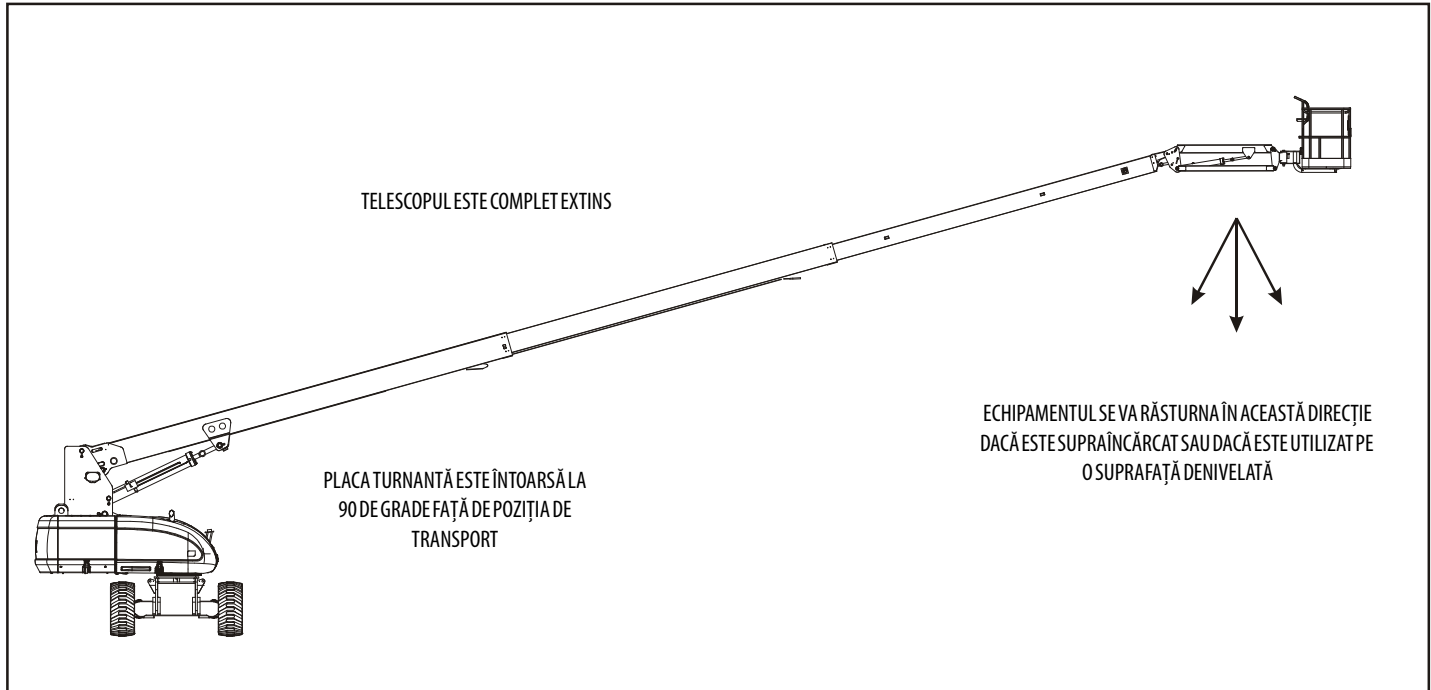 TELESCOPUL ESTE COMPLET EXTINS
PLACA TURNANTĂ ESTE ÎNTOARSĂ LA
90 DE GRADE FAȚĂ DE POZIȚIA DE
TRANSPORT
ECHIPAMENTUL SE VA RĂSTURNA ÎN ACEASTĂ DIRECȚIE
DACĂ ESTE SUPRAÎNCĂRCAT SAU DACĂ ESTE UTILIZAT PE
O SUPRAFAȚĂ DENIVELATĂ